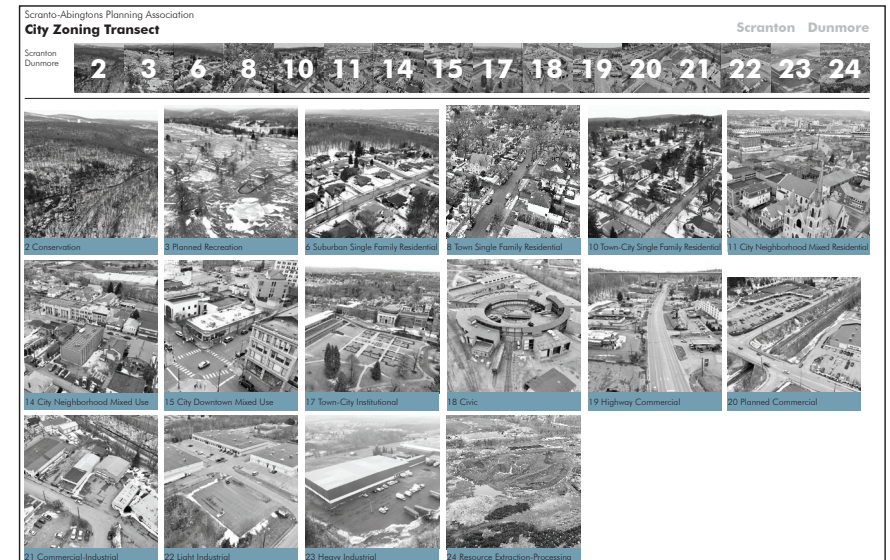 Scranto-Abingtons Planning Association
City Zoning Transect
Scranton Dunmore
Scranton
Dunmore
2 3 6 8 10 11 14 15 17 18 19 20 21 22 23 24
2 Conservation
3 Planned Recreation
6 Suburban Single Family Residential
8 Town Single Family Residential
10 Town-City Single Family Residential
11 City Neighborhood Mixed Residential
14 City Neighborhood Mixed Use
15 City Downtown Mixed Use
17 Town-City Institutional
18 Civic
19 Highway Commercial
20 Planned Commercial
21 Commercial-Industrial
22 Light Industrial
23 Heavy Industrial
24 Resource Extraction-Processing